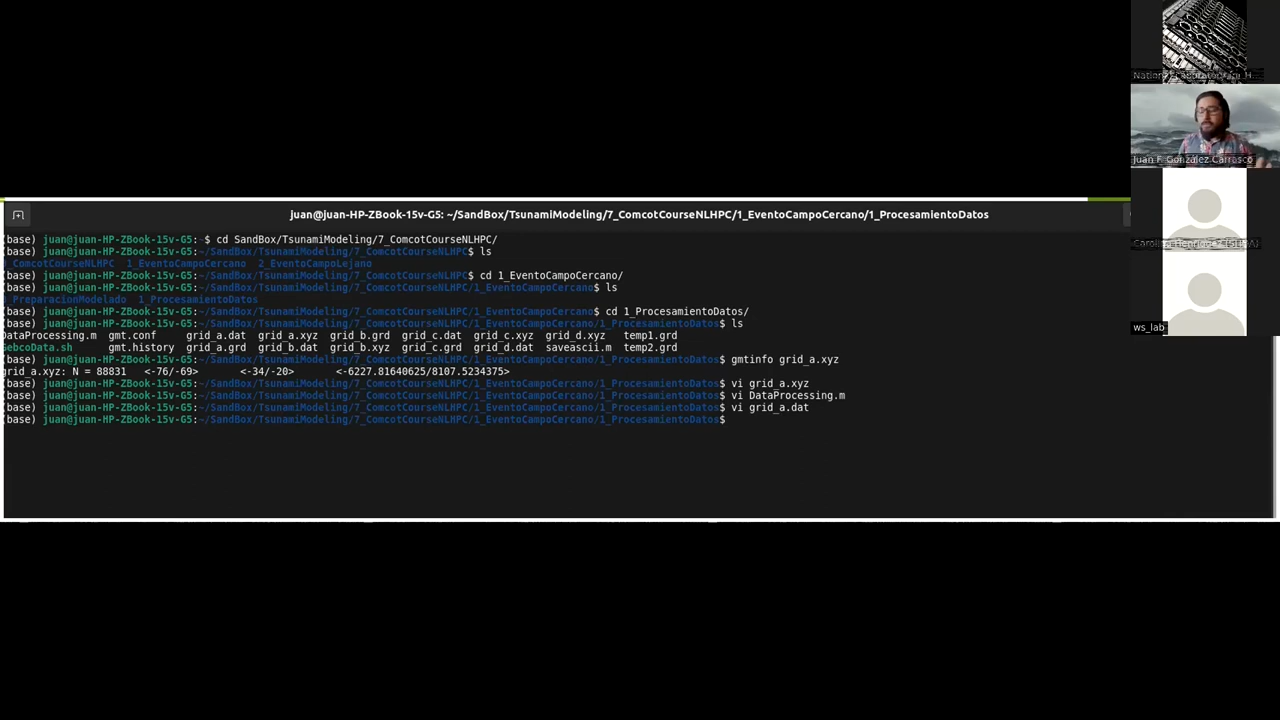 juan@juan-HP-ZBook-15v-G5: ~/SandBox/TsunamiModeling/7_ComcotCourseNLHPC/1_EventoCampoCercano/1_ProcesamientoDatos
(base) juan@juan-HP-ZBook-15v-G5:~$ cd SandBox/TsunamiModeling/7_ComcotCourseNLHPC/
(base) juan@juan-HP-ZBook-15v-G5:~/SandBox/TsunamiModeling/7_ComcotCourseNLHPC$ ls
_ComcotCourseNLHPC 1_EventoCampoCercano 2_EventoCampoLejano
(base) juan@juan-HP-ZBook-15v-G5:~/SandBox/TsunamiModeling/7_ComcotCourseNLHPC$ cd 1_EventoCampoCercano/
(base) juan@juan-HP-ZBook-15v-G5:~/SandBox/TsunamiModeling/7_ComcotCourseNLHPC/1_EventoCampoCercano$ ls
_PreparacionModelado 1_ProcesamientoDatos
(base) juan@juan-HP-ZBook-15v-G5:~/SandBox/TsunamiModeling/7_ComcotCourseNLHPC/1_EventoCampoCercano$ cd 1_ProcesamientoDatos/
(base) juan@juan-HP-ZBook-15v-G5:~/SandBox/TsunamiModeling/7_ComcotCourseNLHPC/1_EventoCampoCercano/1_ProcesamientoDatos$ ls
DataProcessing.m gmt.conf grid_a.dat grid_a.xyz grid_b.grd grid_c.dat grid_c.xyz grid_d.xyz temp1.grd
GebcoData.sh gmt.history grid_a.grd grid_b.dat grid_b.xyz grid_c.grd grid_d.dat saveascii.m temp2.grd
(base) juan@juan-HP-ZBook-15v-G5:~/SandBox/TsunamiModeling/7_ComcotCourseNLHPC/1_EventoCampoCercano/1_ProcesamientoDatos$ gmtinfo grid_a.xyz
grid_a.xyz: N = 88831 <-76/-69> <-34/-20> <-6227.81640625/8107.5234375>
(base) juan@juan-HP-ZBook-15v-G5:~/SandBox/TsunamiModeling/7_ComcotCourseNLHPC/1_EventoCampoCercano/1_ProcesamientoDatos$ vi grid_a.xyz
(base) juan@juan-HP-ZBook-15v-G5:~/SandBox/TsunamiModeling/7_ComcotCourseNLHPC/1_EventoCampoCercano/1_ProcesamientoDatos$ vi DataProcessing.m
(base) juan@juan-HP-ZBook-15v-G5:~/SandBox/TsunamiModeling/7_ComcotCourseNLHPC/1_EventoCampoCercano/1_ProcesamientoDatos$ vi grid_a.dat
(base) juan@juan-HP-ZBook-15v-G5:~/SandBox/TsunamiModeling/7_ComcotCourseNLHPC/1_EventoCampoCercano/1_ProcesamientoDatos$
Juan F. González Carrasco
ws_lab